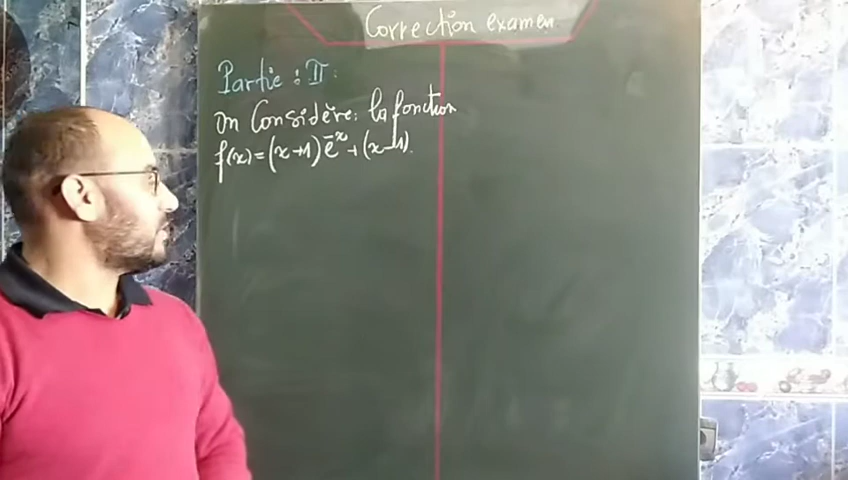 Correction examen
Partie : II :
on Considère: la fonction
f(x) = (x+1) e^-x + (x-1).